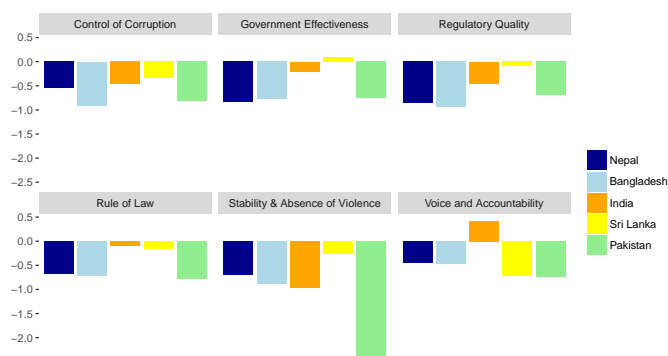 Control of Corruption Government Effectiveness Regulatory Quality
0.5
0.0
−0.5
−1.0
−1.5
−2.0
−2.5
Rule of Law Stability & Absence of Violence Voice and Accountability
0.5
0.0
−0.5
−1.0
−1.5
−2.0
Nepal
Bangladesh
India
Sri Lanka
Pakistan